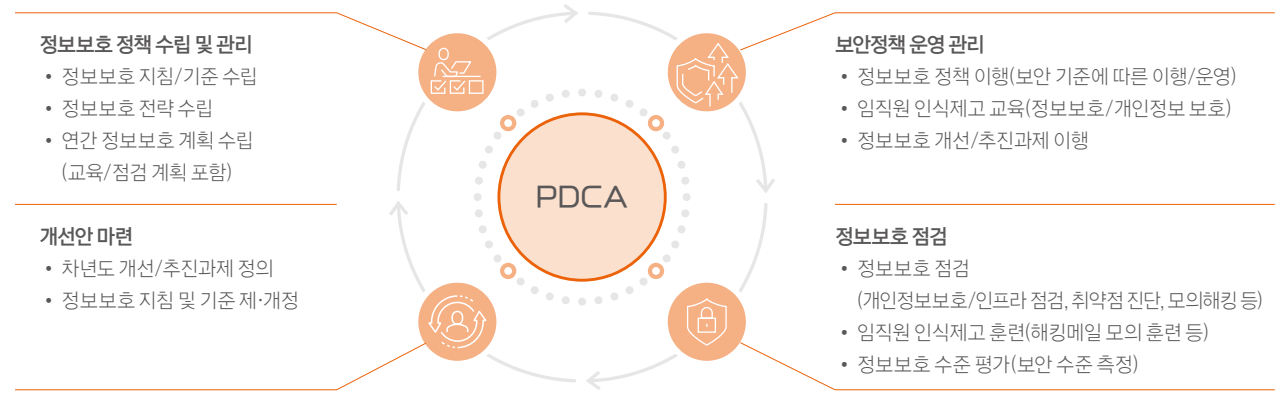 정보보호 정책 수립 및 관리
• 정보보호 지침/기준 수립
• 정보보호 전략 수립
• 연간 정보보호 계획 수립
(교육/점검 계획 포함)
보안정책 운영 관리
• 정보보호 정책 이행(보안 기준에 따른 이행/운영)
• 임직원 인식제고 교육(정보보호/개인정보 보호)
• 정보보호 개선/추진과제 이행
PDCA
개선안 마련
• 차년도 개선/추진과제 정의
• 정보보호 지침 및 기준 제·개정
정보보호 점검
• 정보보호 점검
(개인정보보호/인프라 점검, 취약점 진단, 모의해킹 등)
• 임직원 인식제고 훈련(해킹메일 모의 훈련 등)
• 정보보호 수준 평가(보안 수준 측정)